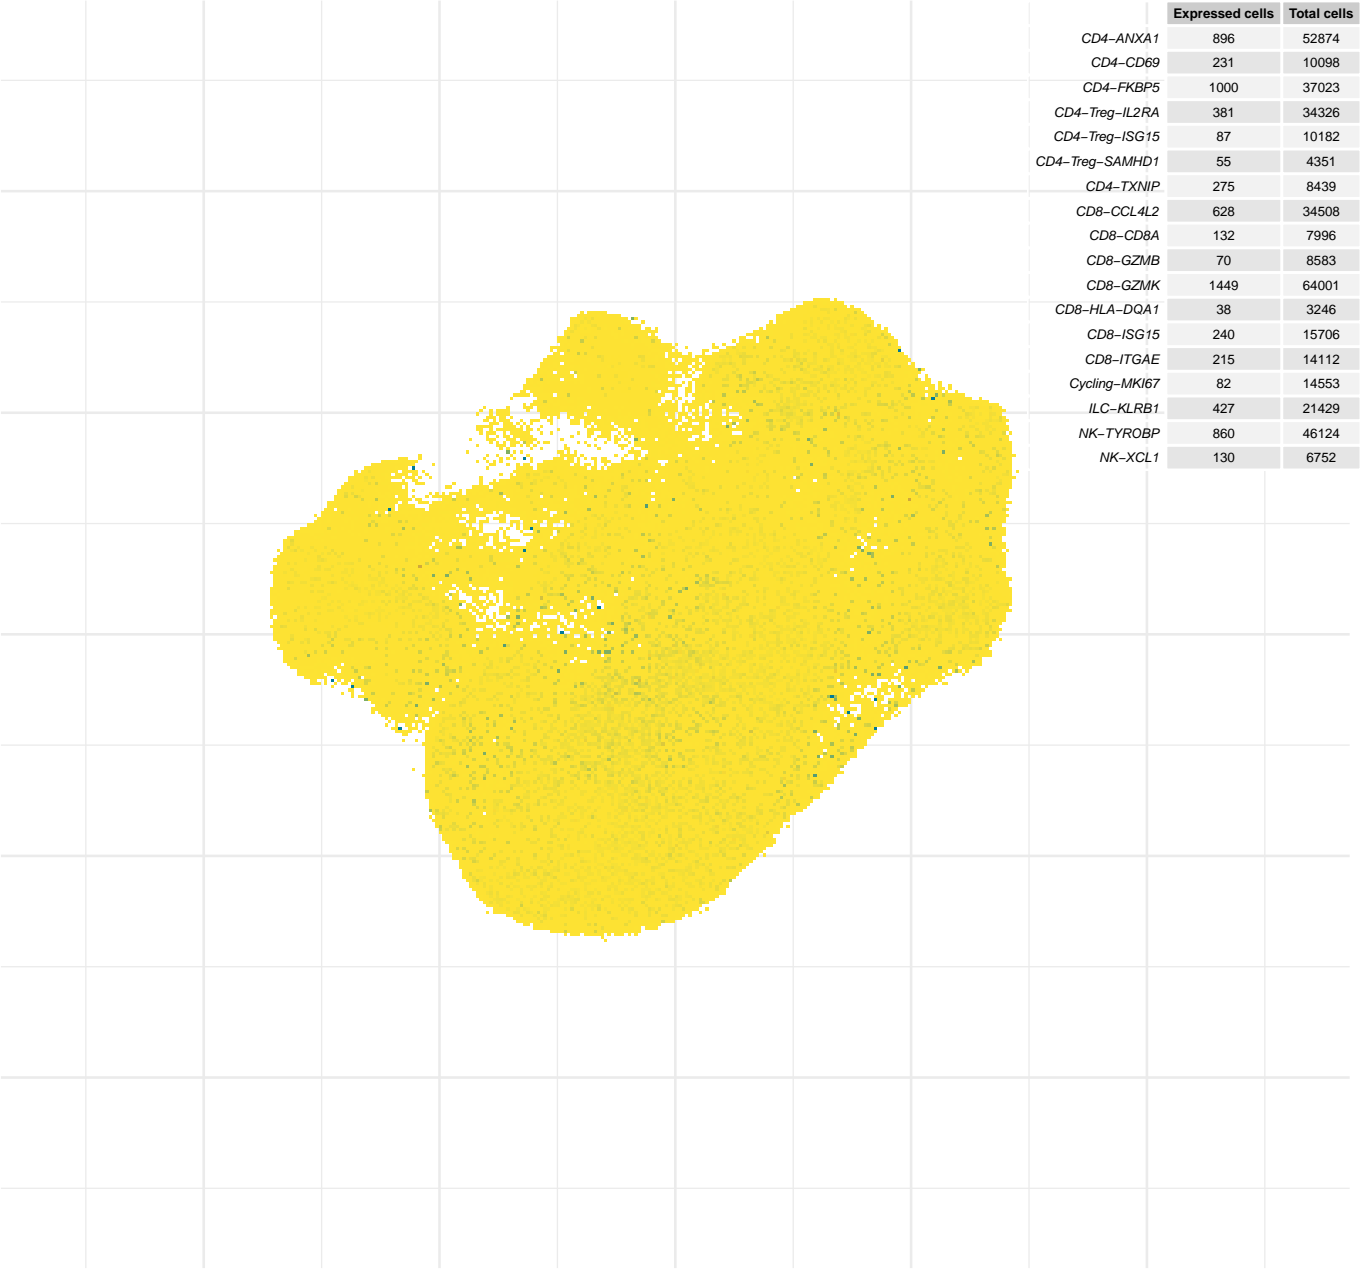 Expressed cells Total cells
CD4−ANXA1 896 52874
CD4−CD69 231 10098
CD4−FKBP5 1000 37023
CD4−Treg−IL2RA 381 34326
CD4−Treg−ISG15 87 10182
CD4−Treg−SAMHD1 55 4351
CD4−TXNIP 275 8439
CD8−CCL4L2 628 34508
CD8−CD8A 132 7996
CD8−GZMB 70 8583
CD8−GZMK 1449 64001
CD8−HLA−DQA1 38 3246
CD8−ISG15 240 15706
CD8−ITGAE 215 14112
Cycling−MKI67 82 14553
ILC−KLRB1 427 21429
NK−TYROBP 860 46124
NK−XCL1 130 6752